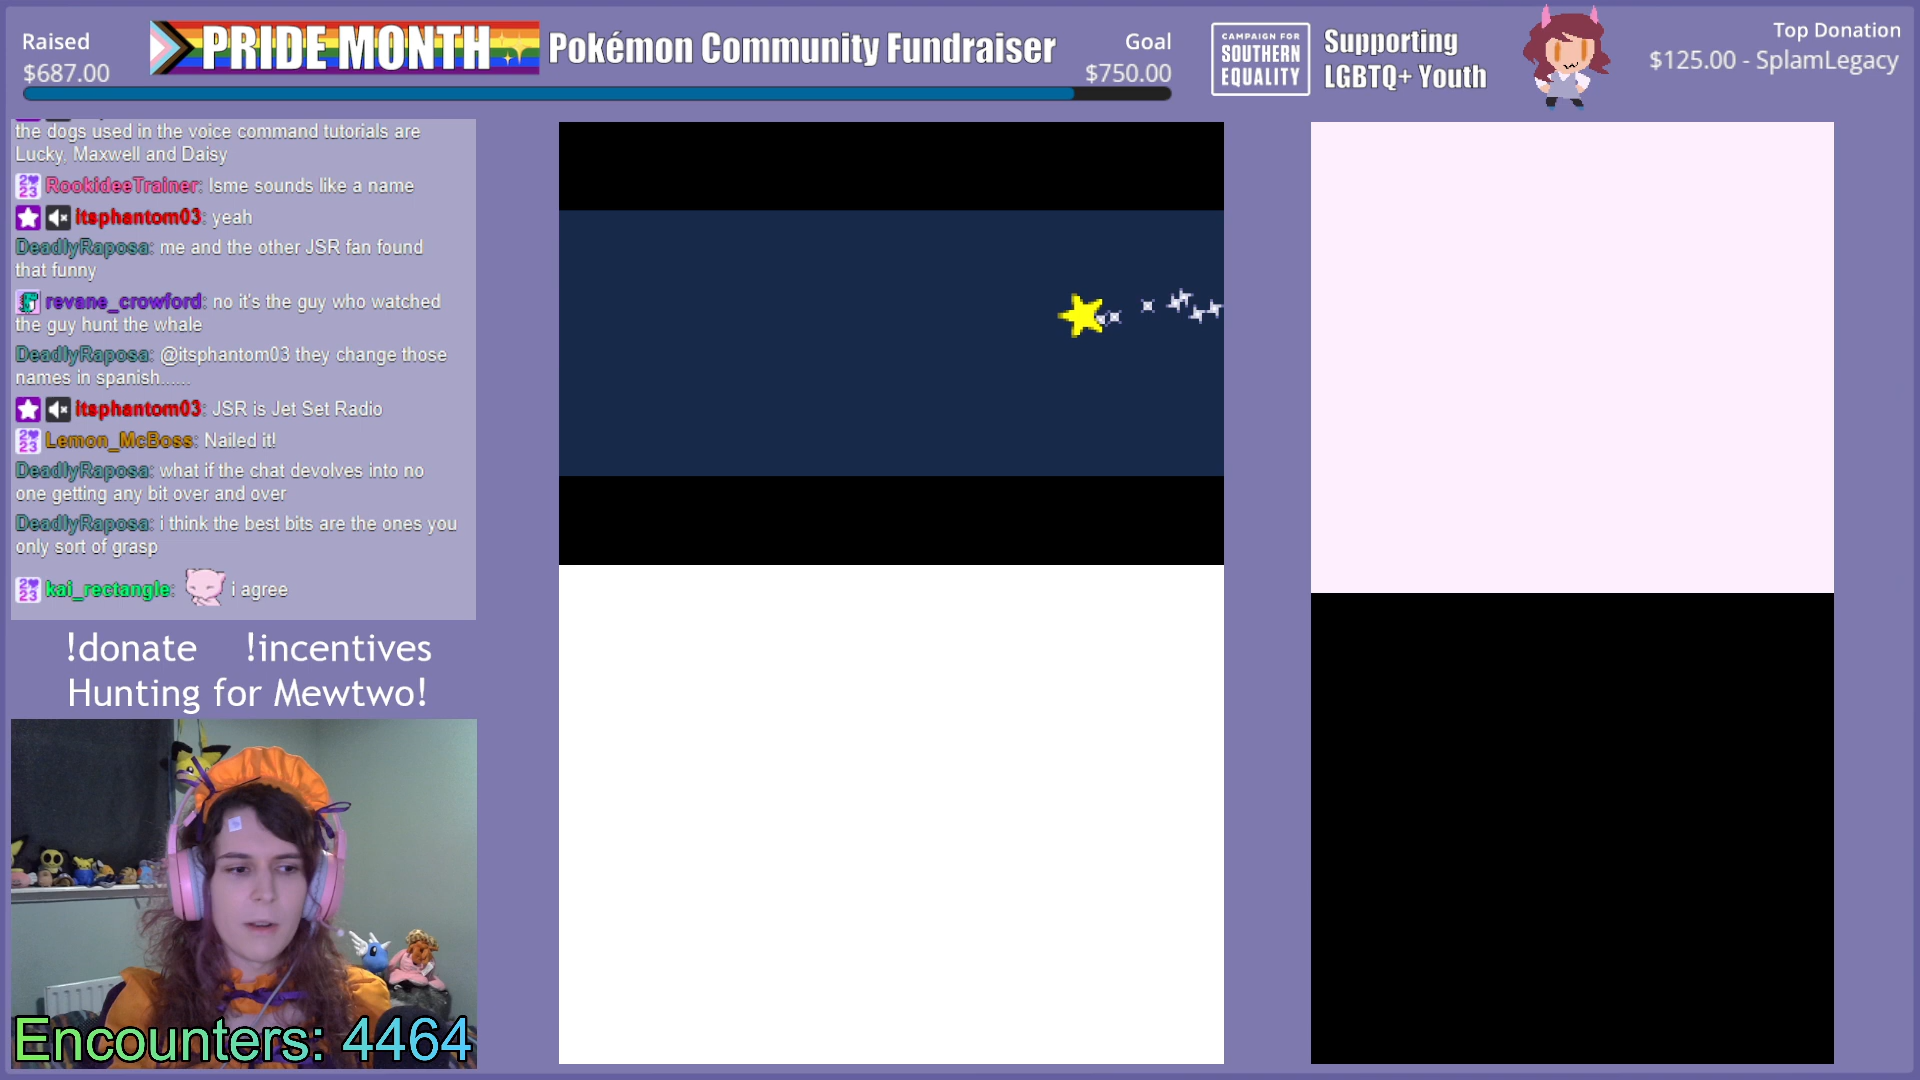 Raised
$687.00
PRIDE MONTH
Pokémon Community Fundraiser
Goal
$750.00
CAMPAIGN FOR
SOUTHERN
EQUALITY
Supporting
LGBTQ+ Youth
Top Donation
$125.00 - SplamLegacy
the dogs used in the voice command tutorials are
Lucky, Maxwell and Daisy
RookideeTrainer: Isme sounds like a name
itsphantom03: yeah
DeadlyRaposa: me and the other JSR fan found
that funny
revane_crowford: no it's the guy who watched
the guy hunt the whale
DeadlyRaposa: @itsphantom03 they change those
names in spanish......
itsphantom03: JSR is Jet Set Radio
Lemon_McBoss: Nailed it!
DeadlyRaposa: what if the chat devolves into no
one getting any bit over and over
DeadlyRaposa: i think the best bits are the ones you
only sort of grasp
kai_rectangle: i agree
!donate !incentives
Hunting for Mewtwo!
Encounters: 4464